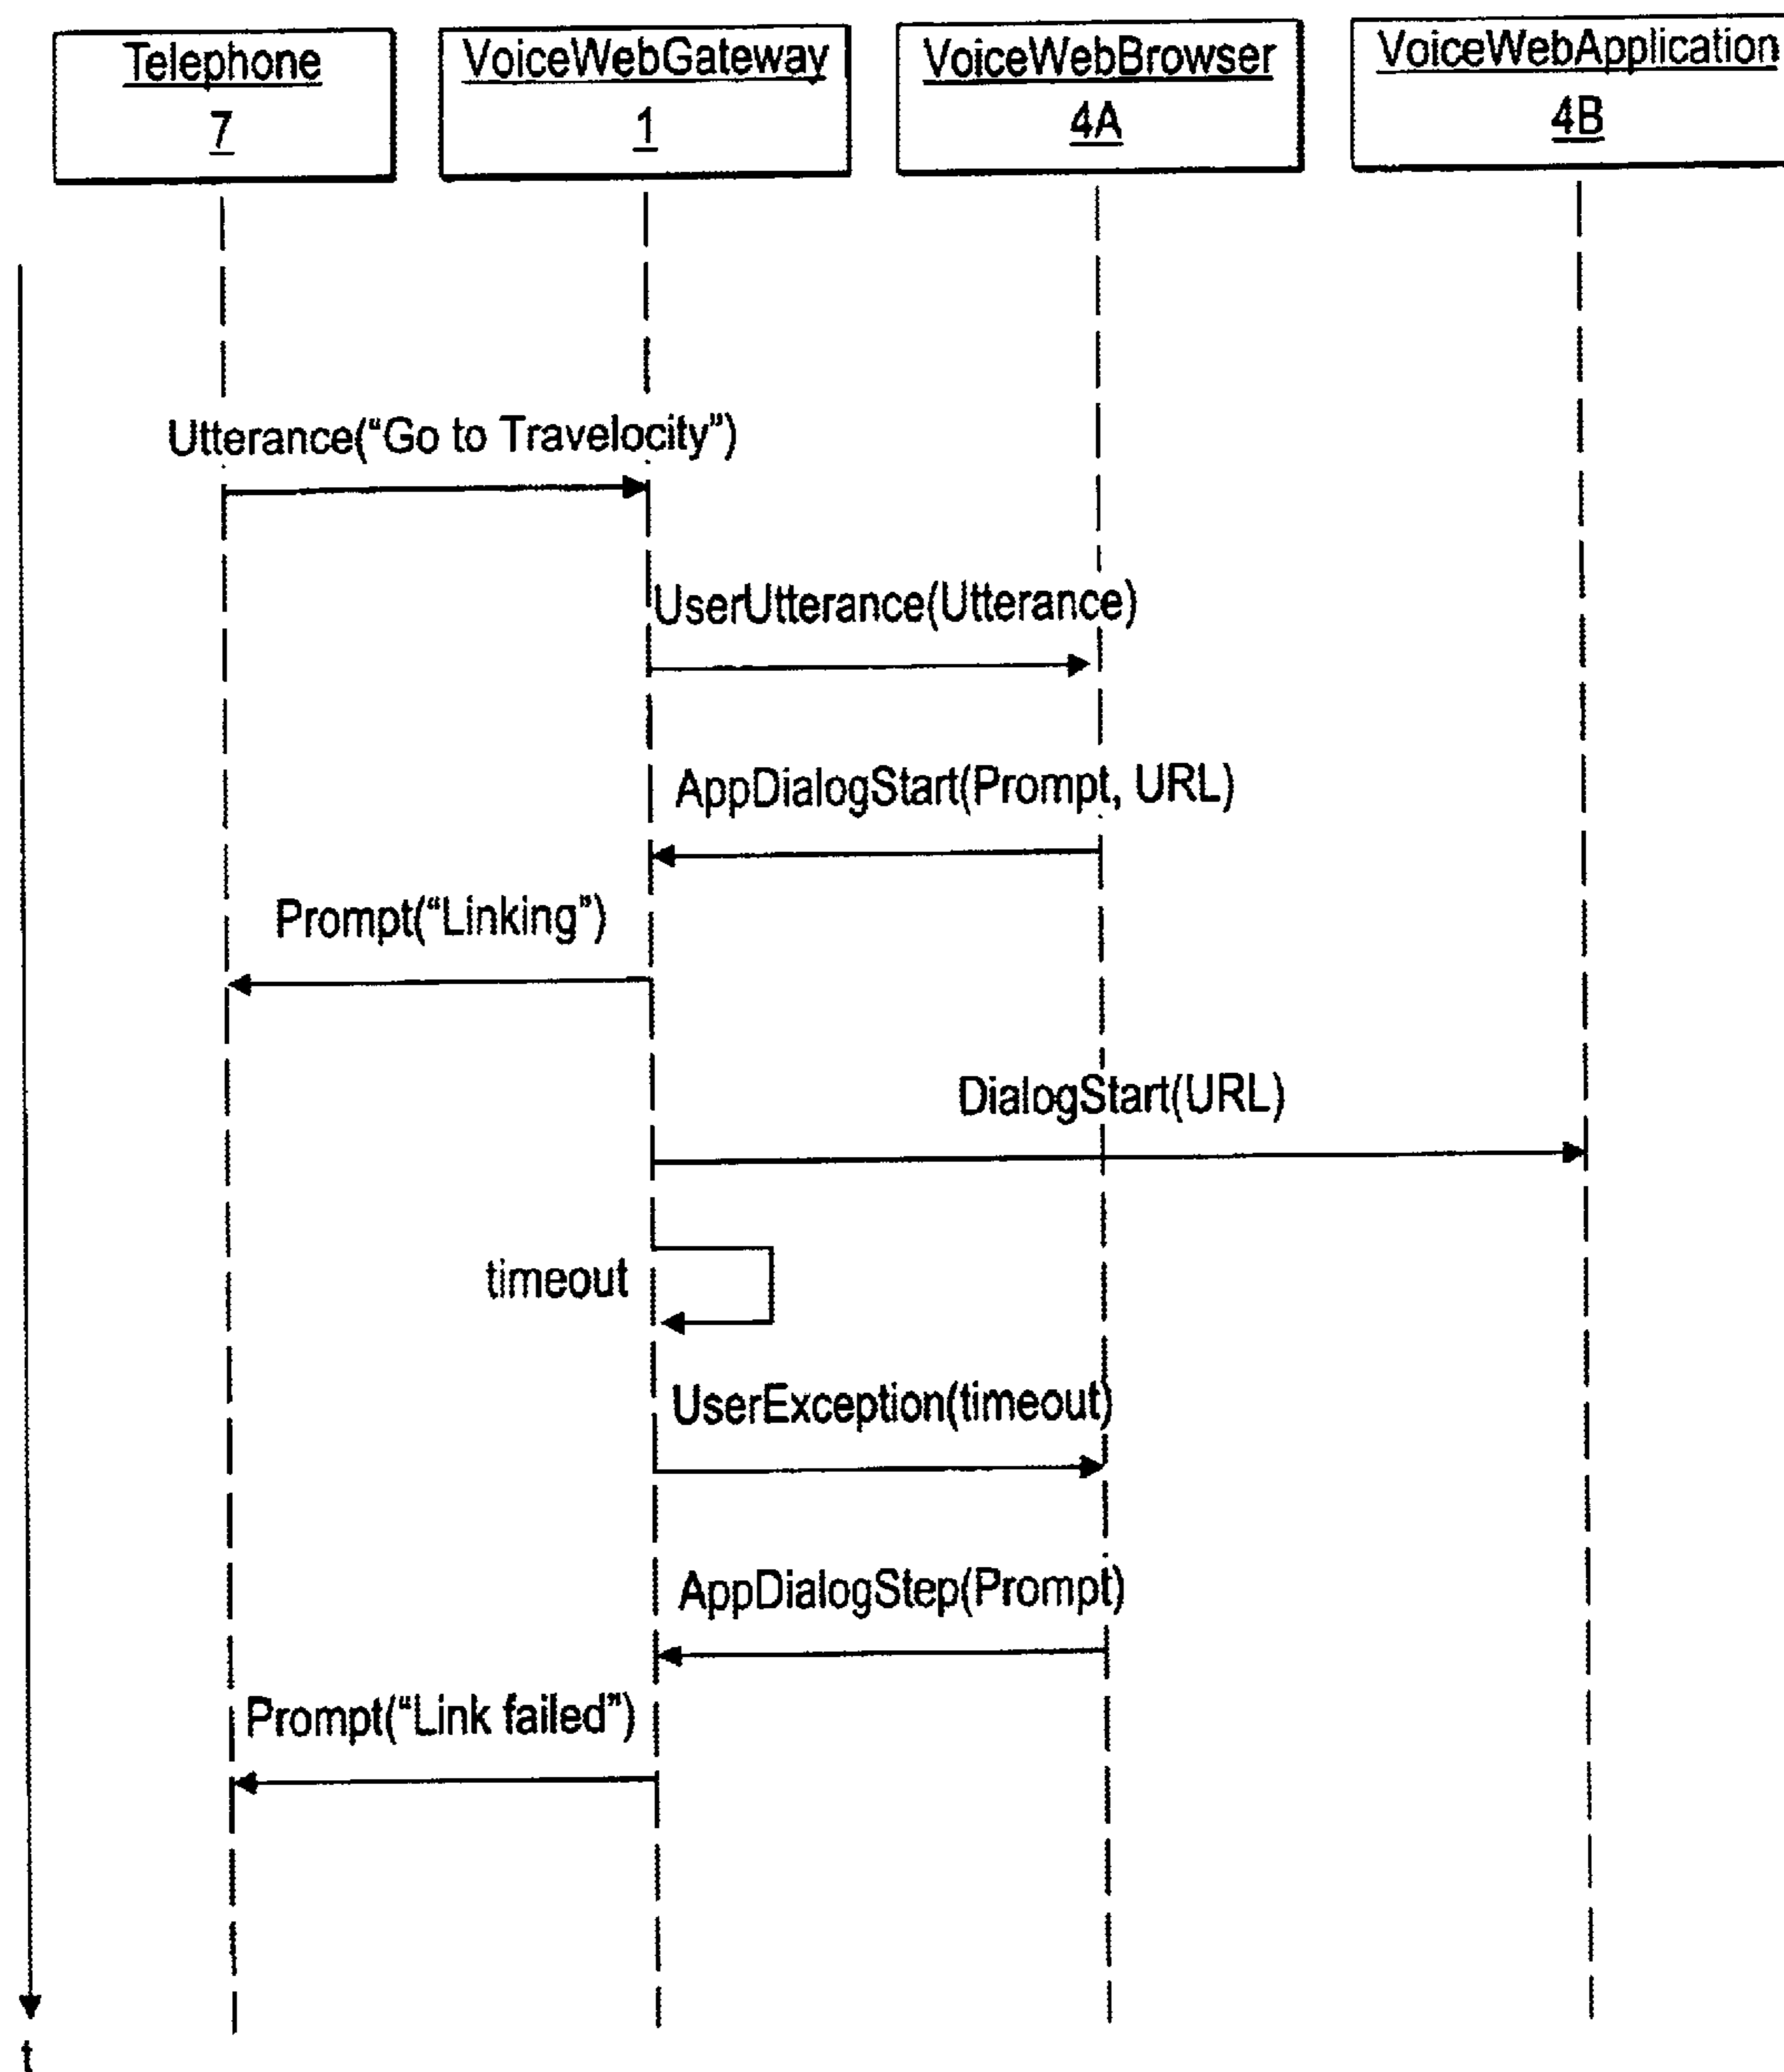 Telephone
7
VoiceWebGateway
1
VoiceWebBrowser
4A
VoiceWebApplication
4B
Utterance(“Go to Travelocity”)
UserUtterance(Utterance)
AppDialogStart(Prompt, URL)
Prompt(“Linking”)
DialogStart(URL)
timeout
UserException(timeout)
AppDialogStep(Prompt)
Prompt(“Link failed”)
t